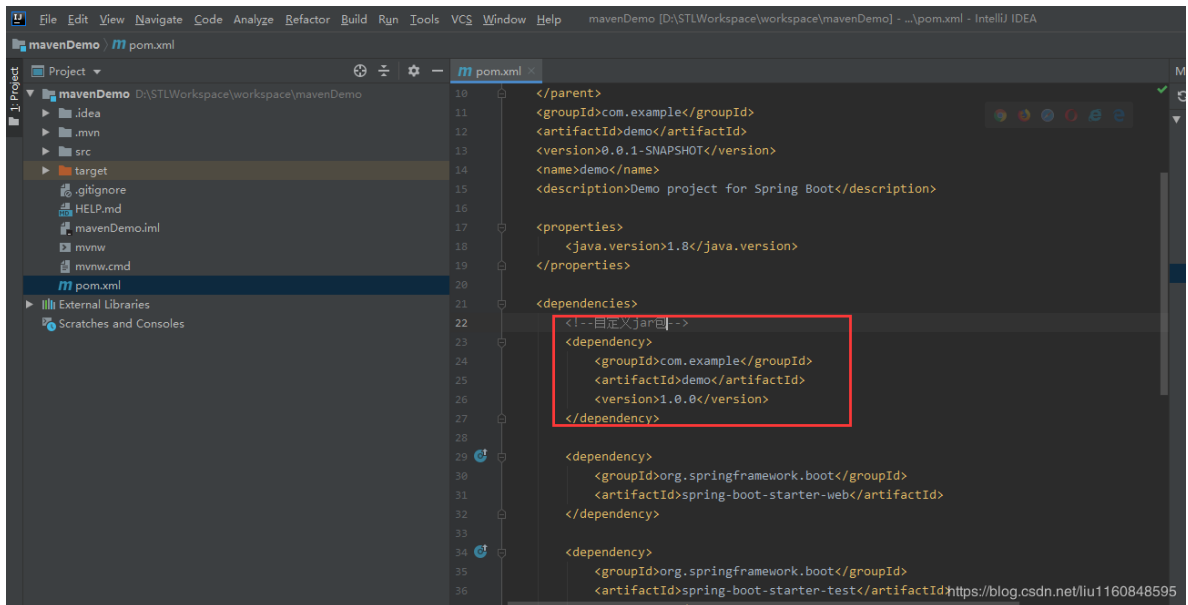 File Edit View Navigate Code Analyze Refactor Build Run Tools VCS Window Help mavenDemo [D:\STLWorkspace\workspace\mavenDemo] - ...\pom.xml - IntelliJ IDEA
mavenDemo pom.xml
1: Project
Project
pom.xml
mavenDemo D:\STLWorkspace\workspace\mavenDemo
.idea
.mvn
src
target
.gitignore
HELP.md
mavenDemo.iml
mvnw
mvnw.cmd
pom.xml
External Libraries
Scratches and Consoles
10 </parent>
11 <groupId>com.example</groupId>
12 <artifactId>demo</artifactId>
13 <version>0.0.1-SNAPSHOT</version>
14 <name>demo</name>
15 <description>Demo project for Spring Boot</description>
16
17 <properties>
18 <java.version>1.8</java.version>
19 </properties>
20
21 <dependencies>
22 <!--自定义jar包-->
23 <dependency>
24 <groupId>com.example</groupId>
25 <artifactId>demo</artifactId>
26 <version>1.0.0</version>
27 </dependency>
28
29 <dependency>
30 <groupId>org.springframework.boot</groupId>
31 <artifactId>spring-boot-starter-web</artifactId>
32 </dependency>
33
34 <dependency>
35 <groupId>org.springframework.boot</groupId>
36 <artifactId>spring-boot-starter-test</artifactId>
https://blog.csdn.net/liu1160848595